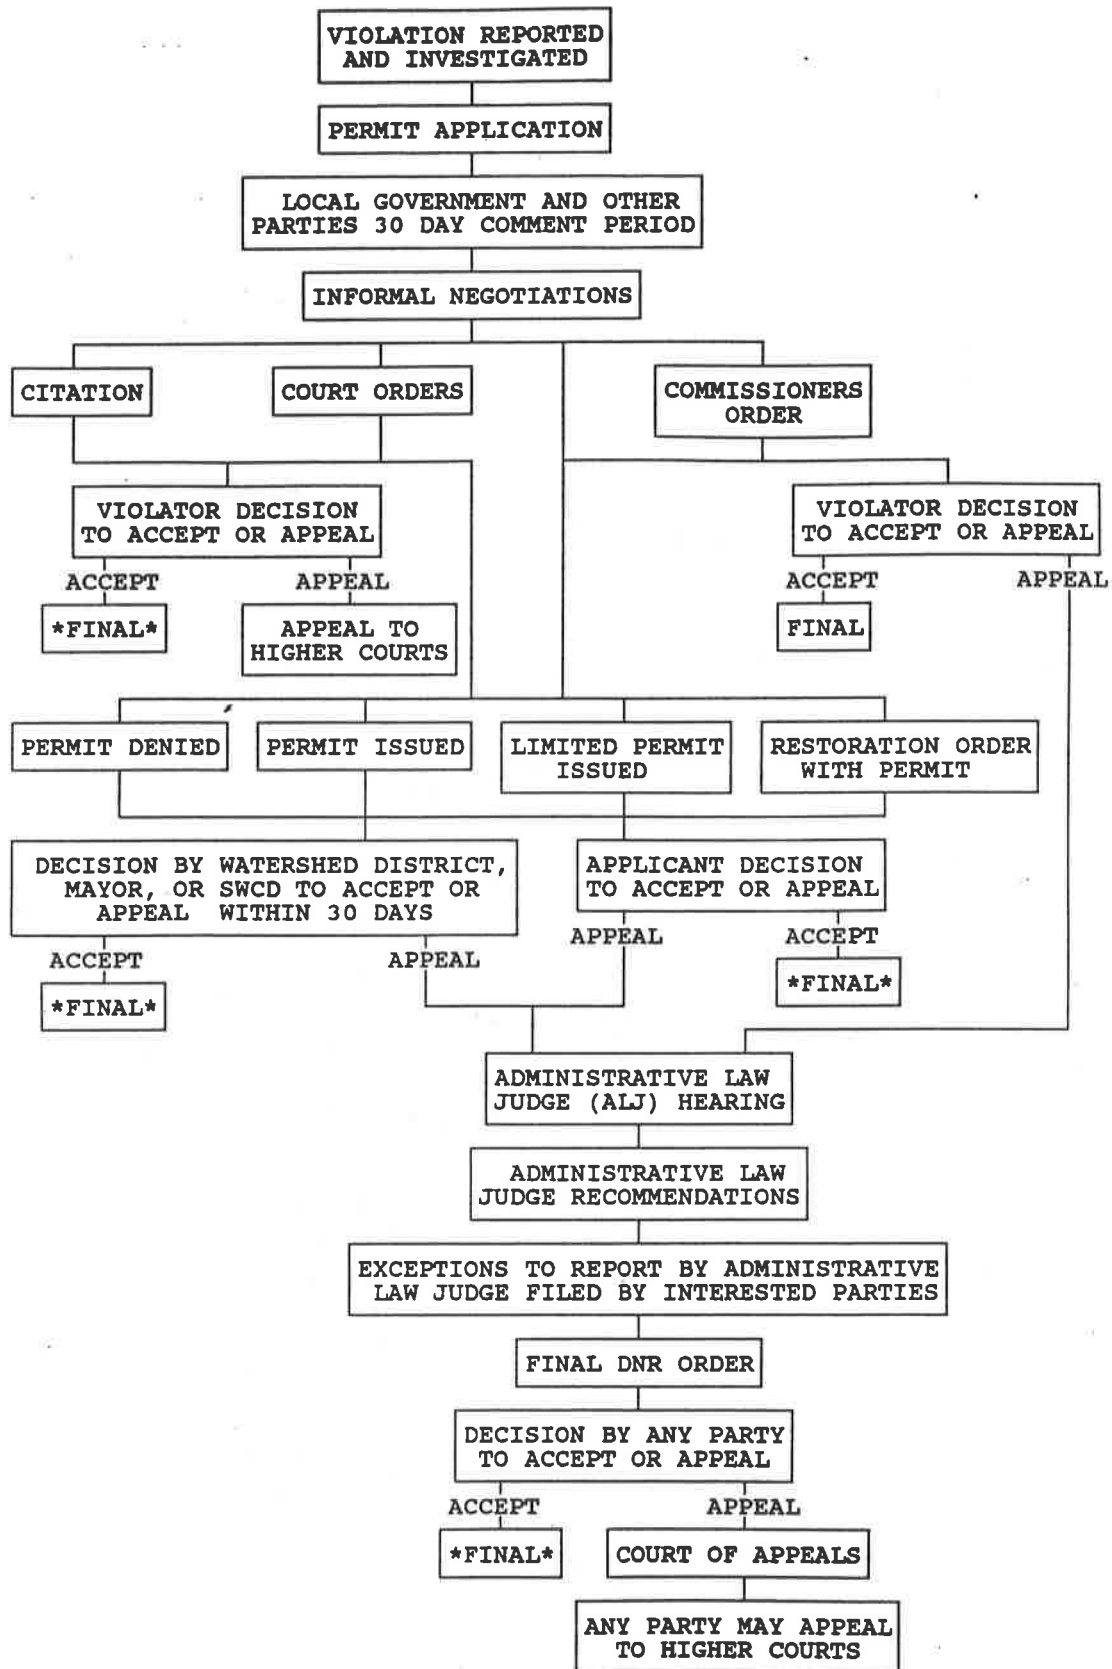 VIOLATION REPORTED
AND INVESTIGATED
PERMIT APPLICATION
LOCAL GOVERNMENT AND OTHER
PARTIES 30 DAY COMMENT PERIOD
INFORMAL NEGOTIATIONS
CITATION
COURT ORDERS
COMMISSIONERS
ORDER
VIOLATOR DECISION
TO ACCEPT OR APPEAL
ACCEPT
APPEAL
*FINAL*
APPEAL TO
HIGHER COURTS
VIOLATOR DECISION
TO ACCEPT OR APPEAL
ACCEPT
APPEAL
FINAL
PERMIT DENIED
PERMIT ISSUED
LIMITED PERMIT
ISSUED
RESTORATION ORDER
WITH PERMIT
DECISION BY WATERSHED DISTRICT,
MAYOR, OR SWCD TO ACCEPT OR
APPEAL WITHIN 30 DAYS
ACCEPT
APPEAL
*FINAL*
APPLICANT DECISION
TO ACCEPT OR APPEAL
APPEAL
ACCEPT
*FINAL*
ADMINISTRATIVE LAW
JUDGE (ALJ) HEARING
ADMINISTRATIVE LAW
JUDGE RECOMMENDATIONS
EXCEPTIONS TO REPORT BY ADMINISTRATIVE
LAW JUDGE FILED BY INTERESTED PARTIES
FINAL DNR ORDER
DECISION BY ANY PARTY
TO ACCEPT OR APPEAL
ACCEPT
APPEAL
*FINAL*
COURT OF APPEALS
ANY PARTY MAY APPEAL
TO HIGHER COURTS